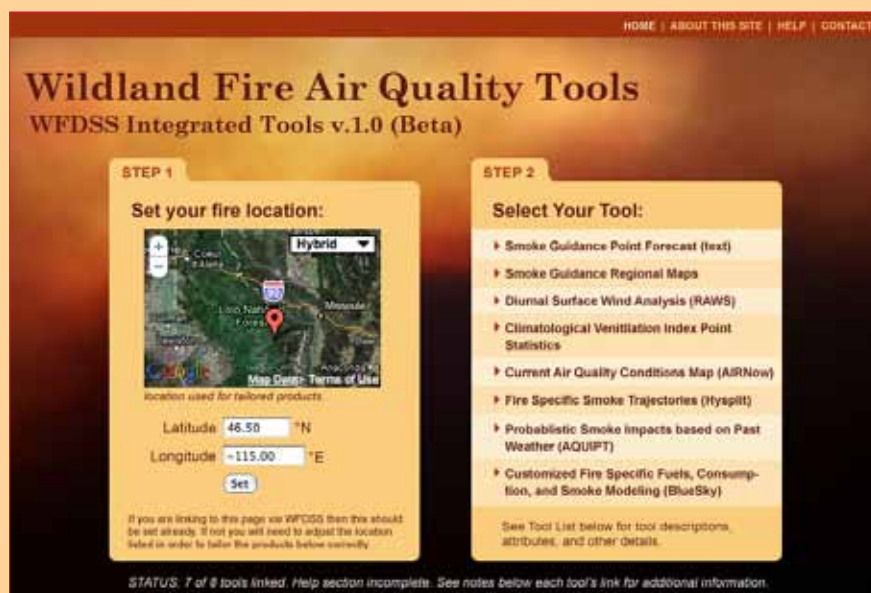 HOME | ABOUT THIS SITE | HELP | CONTACT
Wildland Fire Air Quality Tools
WFDSS Integrated Tools v.1.0 (Beta)
STEP 1
Set your fire location:
+
Hybrid
−
Coeur
d'Alene
Lolo National
Forest
Missoula
Google
Map Data - Terms of Use
location used for tailored products.
Latitude 46.50 °N
Longitude -115.00 °E
Set
If you are linking to this page via WFDSS then this should
be set already. If not you will need to adjust the location
listed in order to tailor the products below correctly.
STEP 2
Select Your Tool:
Smoke Guidance Point Forecast (text)
Smoke Guidance Regional Maps
Diurnal Surface Wind Analysis (RAWS)
Climatological Venitilation Index Point
Statistics
Current Air Quality Conditions Map (AIRNow)
Fire Specific Smoke Trajectories (Hysplit)
Probablistic Smoke Impacts based on Past
Weather (AQUIPT)
Customized Fire Specific Fuels, Consump-
tion, and Smoke Modeling (BlueSky)
See Tool List below for tool descriptions,
attributes, and other details.
STATUS: 7 of 8 tools linked. Help section incomplete. See notes below each tool's link for additional information.